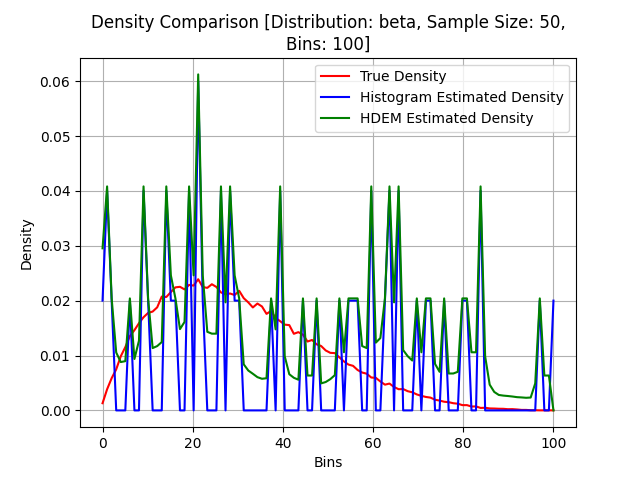 Density Comparison [Distribution: beta, Sample Size: 50,
Bins: 100]
True Density
Histogram Estimated Density
HDEM Estimated Density
Density
0.06
0.05
0.04
0.03
0.02
0.01
0.00
0 20 40 60 80 100
Bins